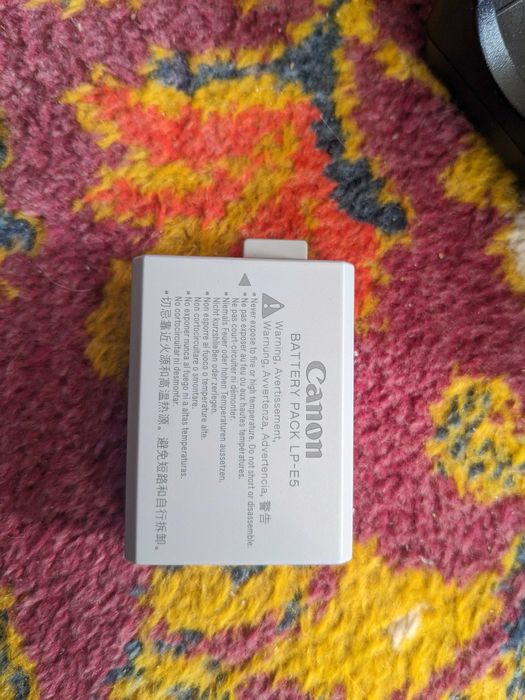 Canon
BATTERY PACK LP-E5
Warning, Avertissement,
Warnung, Avvertenza, Advertencia, 警告
* Never expose to fire or high temperature. Do not short or disassemble.
* Ne pas exposer au feu ou aux hautes températures.
Ne pas court-circuiter ni démonter.
* Niemals Feuer oder hohen Temperaturen aussetzen.
Nicht kurzschließen oder zerlegen.
* Non esporre al fuoco o temperature alte.
Non cortocircuitare o smontare.
* No exponer nunca al fuego ni a altas temperaturas.
No cortocircuitar ni desmontar.
* 切忌靠近火源和高温热源。避免短路和自行拆卸。